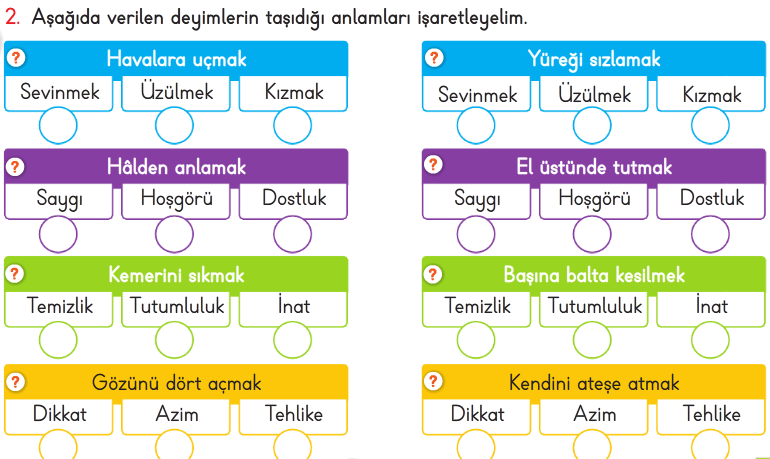 2. Aşağıda verilen deyimlerin taşıdığı anlamları işaretleyelim.
? Havalara uçmak
Sevinmek Üzülmek Kızmak
? Yüreği sızlamak
Sevinmek Üzülmek Kızmak
? Hâlden anlamak
Saygı Hoşgörü Dostluk
? El üstünde tutmak
Saygı Hoşgörü Dostluk
? Kemerini sıkmak
Temizlik Tutumluluk İnat
? Başına balta kesilmek
Temizlik Tutumluluk İnat
? Gözünü dört açmak
Dikkat Azim Tehlike
? Kendini ateşe atmak
Dikkat Azim Tehlike